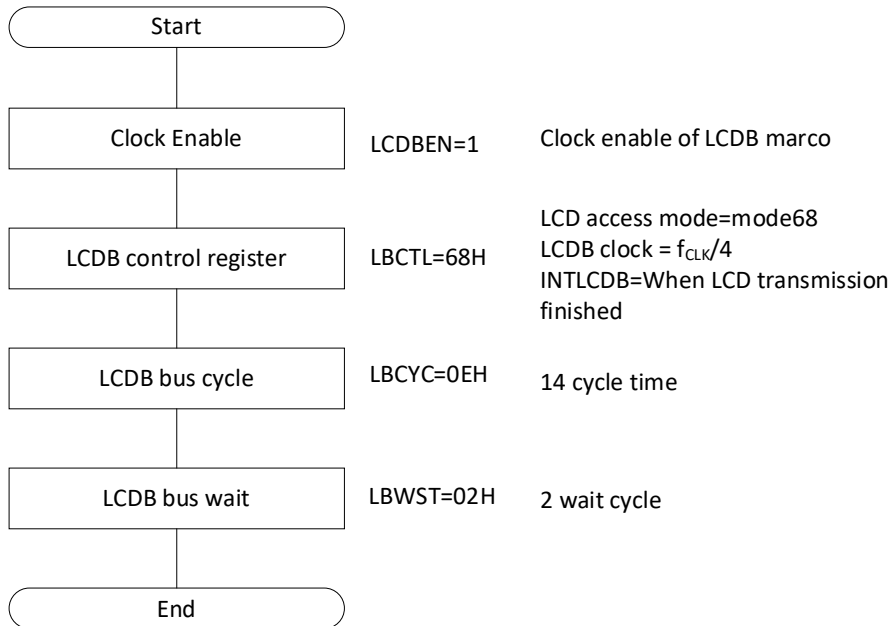 Start
Clock Enable
LCDBEN=1
Clock enable of LCDB marco
LCDB control register
LBCTL=68H
LCD access mode=mode68
LCDB clock = fCLK/4
INTLCDB=When LCD transmission
finished
LCDB bus cycle
LBCYC=0EH
14 cycle time
LCDB bus wait
LBWST=02H
2 wait cycle
End